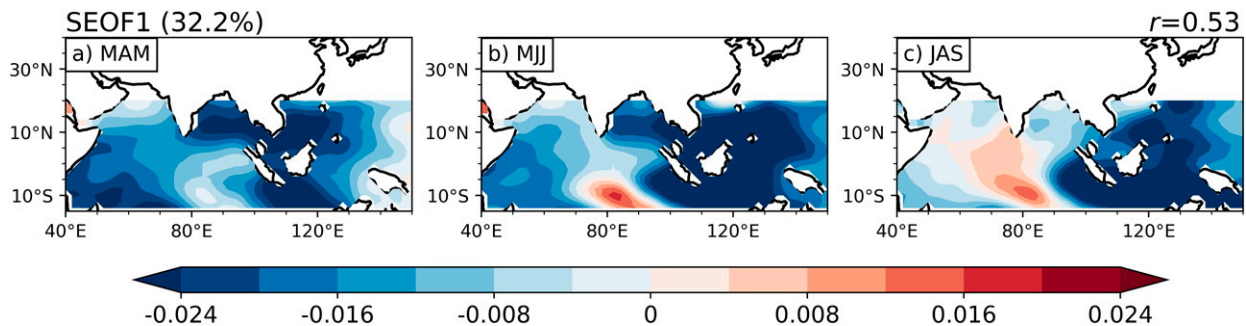 SEOF1 (32.2%) r=0.53
a) MAM b) MJJ c) JAS
30°N 30°N 30°N
10°N 10°N 10°N
10°S 10°S 10°S
40°E 80°E 120°E 40°E 80°E 120°E 40°E 80°E 120°E
-0.024 -0.016 -0.008 0 0.008 0.016 0.024